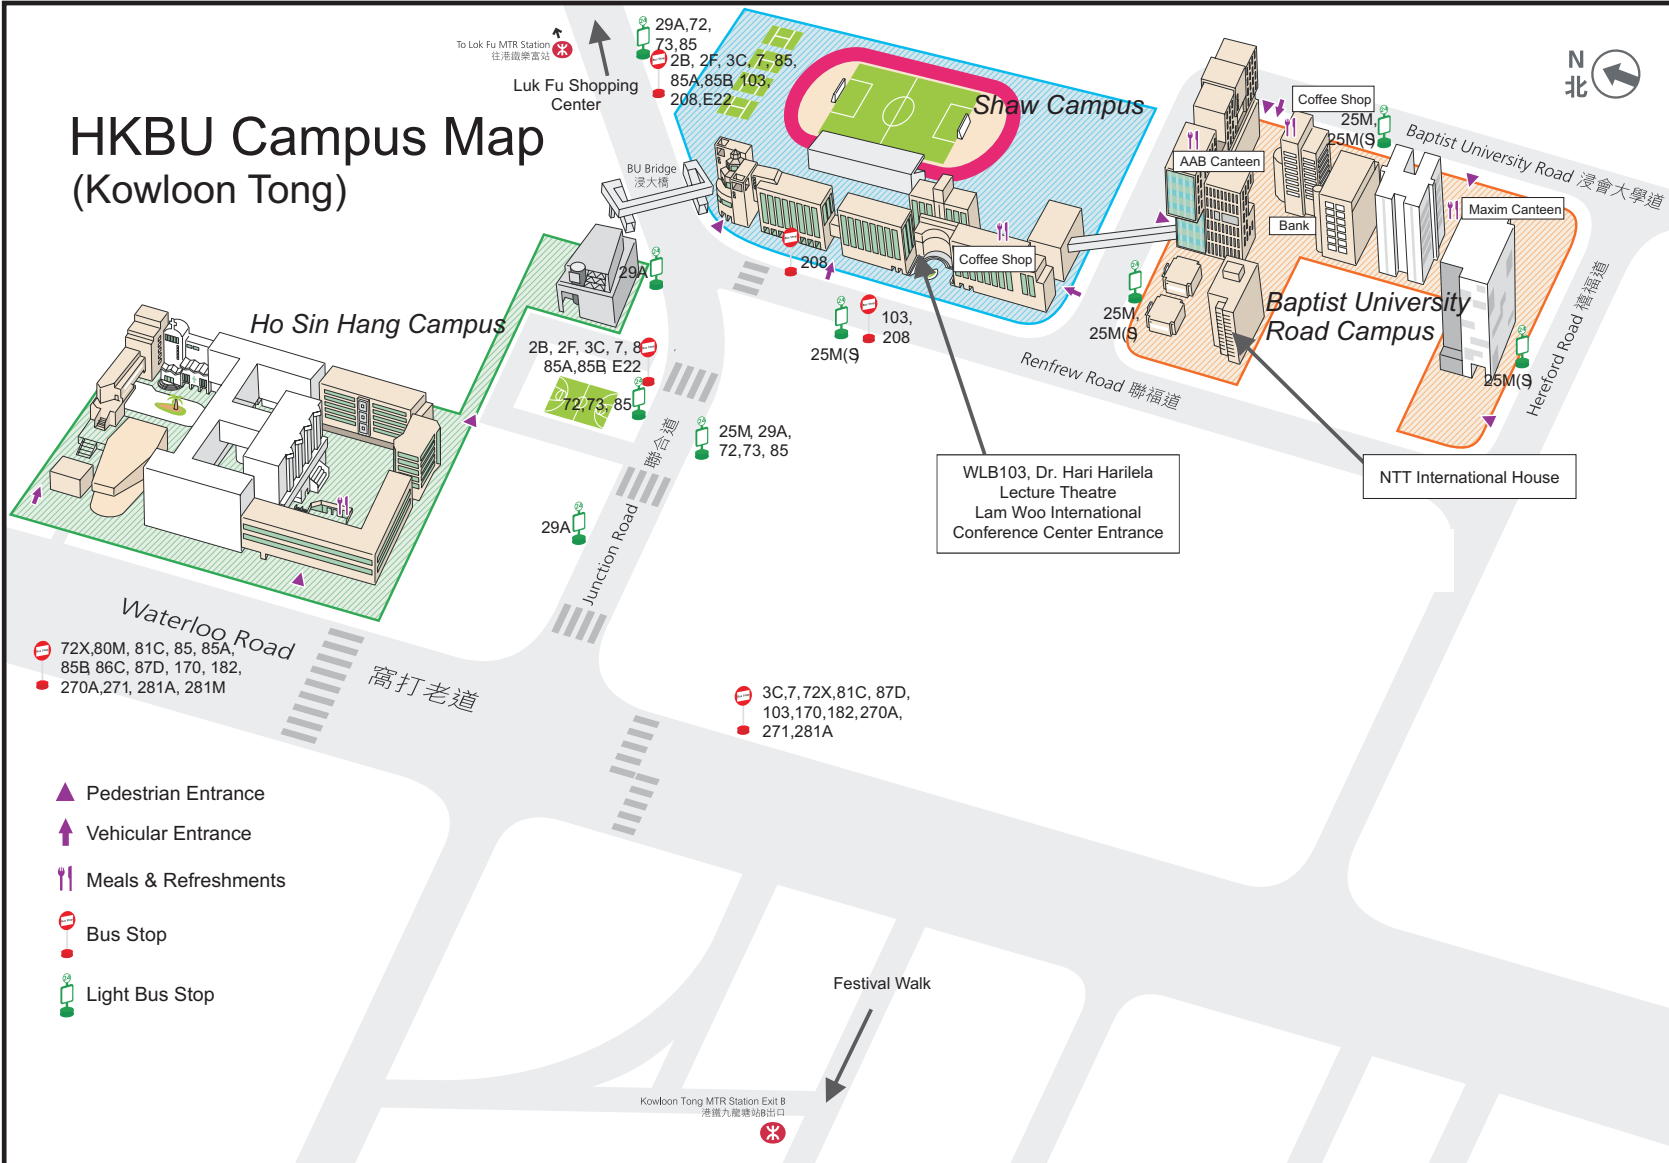 HKBU Campus Map
(Kowloon Tong)
To Lok Fu MTR Station
往港鐵樂富站
Luk Fu Shopping
Center
29A,72,
73,85
2B, 2F, 3C, 7, 85,
85A,85B, 103,
208,E22
BU Bridge
浸大橋
Shaw Campus
N
北
Coffee Shop
25M,
25M(S)
Baptist University Road 浸會大學道
AAB Canteen
Maxim Canteen
Bank
Coffee Shop
208
29A
Ho Sin Hang Campus
2B, 2F, 3C, 7, 8
85A,85B, E22
72,73, 85
25M(S)
103,
208
25M,
25M(S)
Baptist University
Road Campus
25M(S)
Hereford Road 禧福道
Renfrew Road 聯福道
25M, 29A,
72,73, 85
Junction Road 聯合道
29A
WLB103, Dr. Hari Harilela
Lecture Theatre
Lam Woo International
Conference Center Entrance
NTT International House
Waterloo Road
窩打老道
72X,80M, 81C, 85, 85A,
85B, 86C, 87D, 170, 182,
270A,271, 281A, 281M
3C,7, 72X,81C, 87D,
103,170,182,270A,
271,281A
Pedestrian Entrance
Vehicular Entrance
Meals & Refreshments
Bus Stop
Light Bus Stop
Festival Walk
Kowloon Tong MTR Station Exit B
港鐵九龍塘站B出口